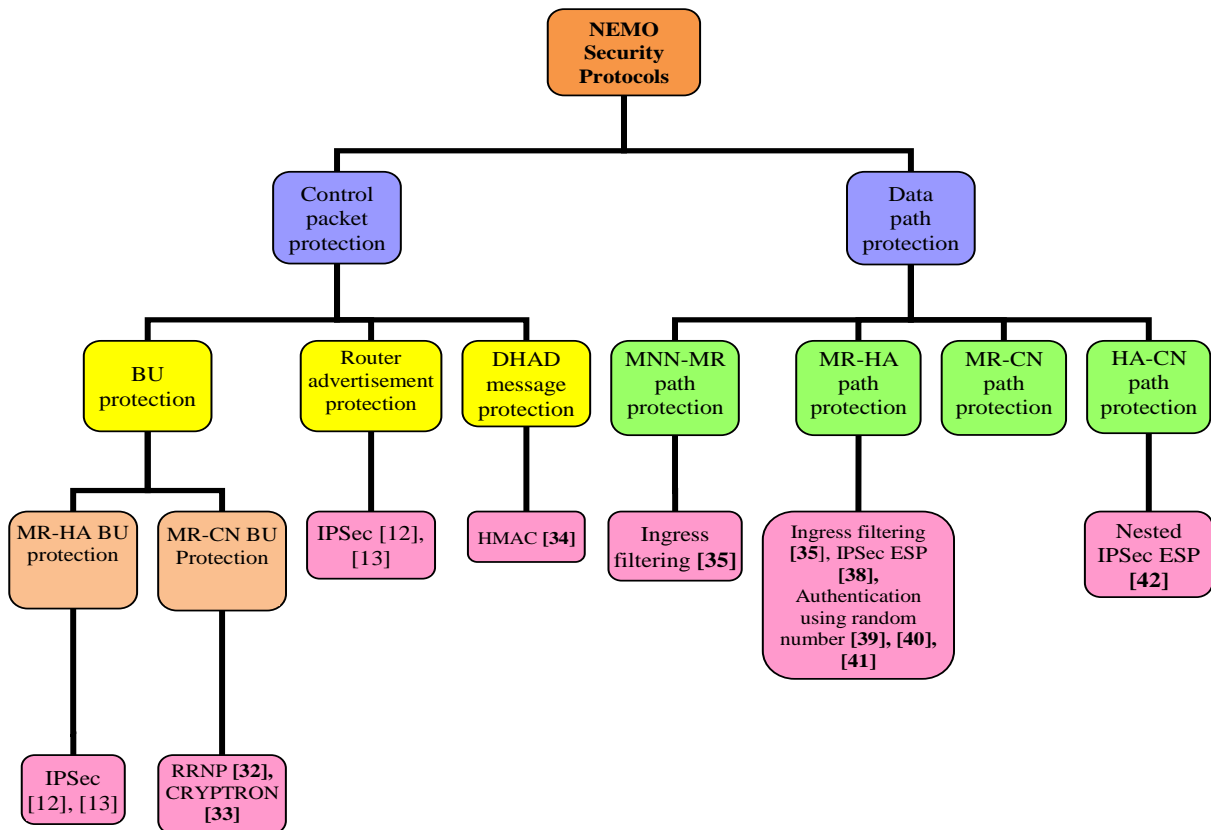 NEMO
Security
Protocols
Control
packet
protection
Data
path
protection
BU
protection
Router
advertisement
protection
DHAD
message
protection
MNN-MR
path
protection
MR-HA
path
protection
MR-CN
path
protection
HA-CN
path
protection
MR-HA BU
protection
MR-CN BU
Protection
IPSec [12],
[13]
HMAC [34]
Ingress
filtering [35]
Ingress filtering
[35], IPSec ESP
[38],
Authentication
using random
number [39], [40],
[41]
Nested
IPSec ESP
[42]
IPSec
[12], [13]
RRNP [32],
CRYPTRON
[33]